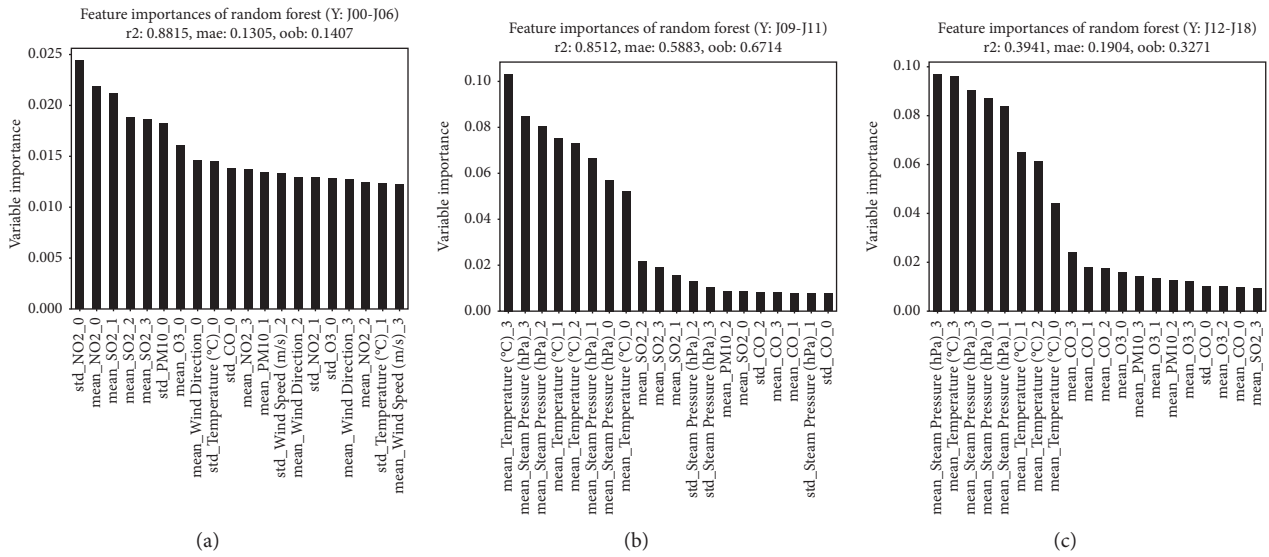 Feature importances of random forest (Y: J00-J06)
r2: 0.8815, mae: 0.1305, oob: 0.1407
Variable importance
0.025
0.020
0.015
0.010
0.005
0.000
std_NO2_0
mean_NO2_0
mean_SO2_1
mean_SO2_2
mean_SO2_3
std_PM10_0
mean_O3_0
mean_Wind Direction_0
std_Temperature (°C)_0
std_CO_0
mean_NO2_3
mean_PM10_1
std_Wind Speed (m/s)_2
mean_Wind Direction_2
std_NO2_1
std_O3_0
mean_Wind Direction_3
mean_NO2_2
std_Temperature (°C)_1
mean_Wind Speed (m/s)_3
(a)
Feature importances of random forest (Y: J09-J11)
r2: 0.8512, mae: 0.5883, oob: 0.6714
Variable importance
0.10
0.08
0.06
0.04
0.02
0.00
mean_Temperature (°C)_3
mean_Steam Pressure (hPa)_3
mean_Steam Pressure (hPa)_2
mean_Temperature (°C)_1
mean_Temperature (°C)_2
mean_Steam Pressure (hPa)_1
mean_Steam Pressure (hPa)_0
mean_Temperature (°C)_0
mean_SO2_2
mean_SO2_3
mean_SO2_1
std_Steam Pressure (hPa)_2
std_Steam Pressure (hPa)_3
mean_PM10_2
mean_SO2_0
std_CO_2
mean_CO_3
mean_CO_1
std_Steam Pressure (hPa)_1
std_CO_0
(b)
Feature importances of random forest (Y: J12-J18)
r2: 0.3941, mae: 0.1904, oob: 0.3271
Variable importance
0.10
0.08
0.06
0.04
0.02
0.00
mean_Steam Pressure (hPa)_3
mean_Temperature (°C)_3
mean_Steam Pressure (hPa)_2
mean_Steam Pressure (hPa)_0
mean_Steam Pressure (hPa)_1
mean_Temperature (°C)_1
mean_Temperature (°C)_2
mean_Temperature (°C)_0
mean_CO_3
mean_CO_1
mean_CO_2
mean_O3_0
mean_PM10_3
mean_O3_1
mean_PM10_2
mean_O3_3
std_CO_0
mean_O3_2
mean_CO_0
mean_SO2_3
(c)